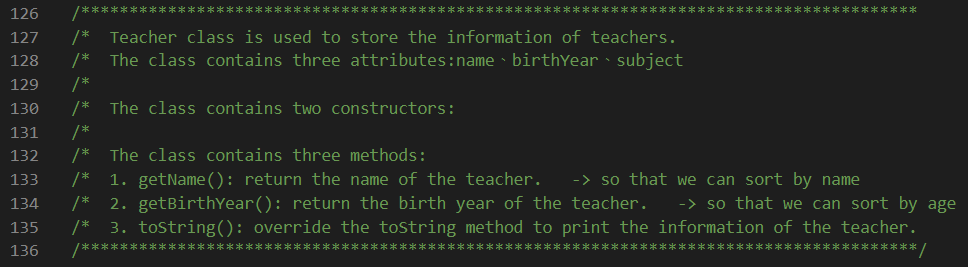 126 /***************************************************************************************
127 /*  Teacher class is used to store the information of teachers.
128 /*  The class contains three attributes:name、birthYear、subject
129 /*
130 /*  The class contains two constructors:
131 /*
132 /*  The class contains three methods:
133 /*  1. getName(): return the name of the teacher.   -> so that we can sort by name
134 /*  2. getBirthYear(): return the birth year of the teacher.   -> so that we can sort by age
135 /*  3. toString(): override the toString method to print the information of the teacher.
136 /***************************************************************************************/